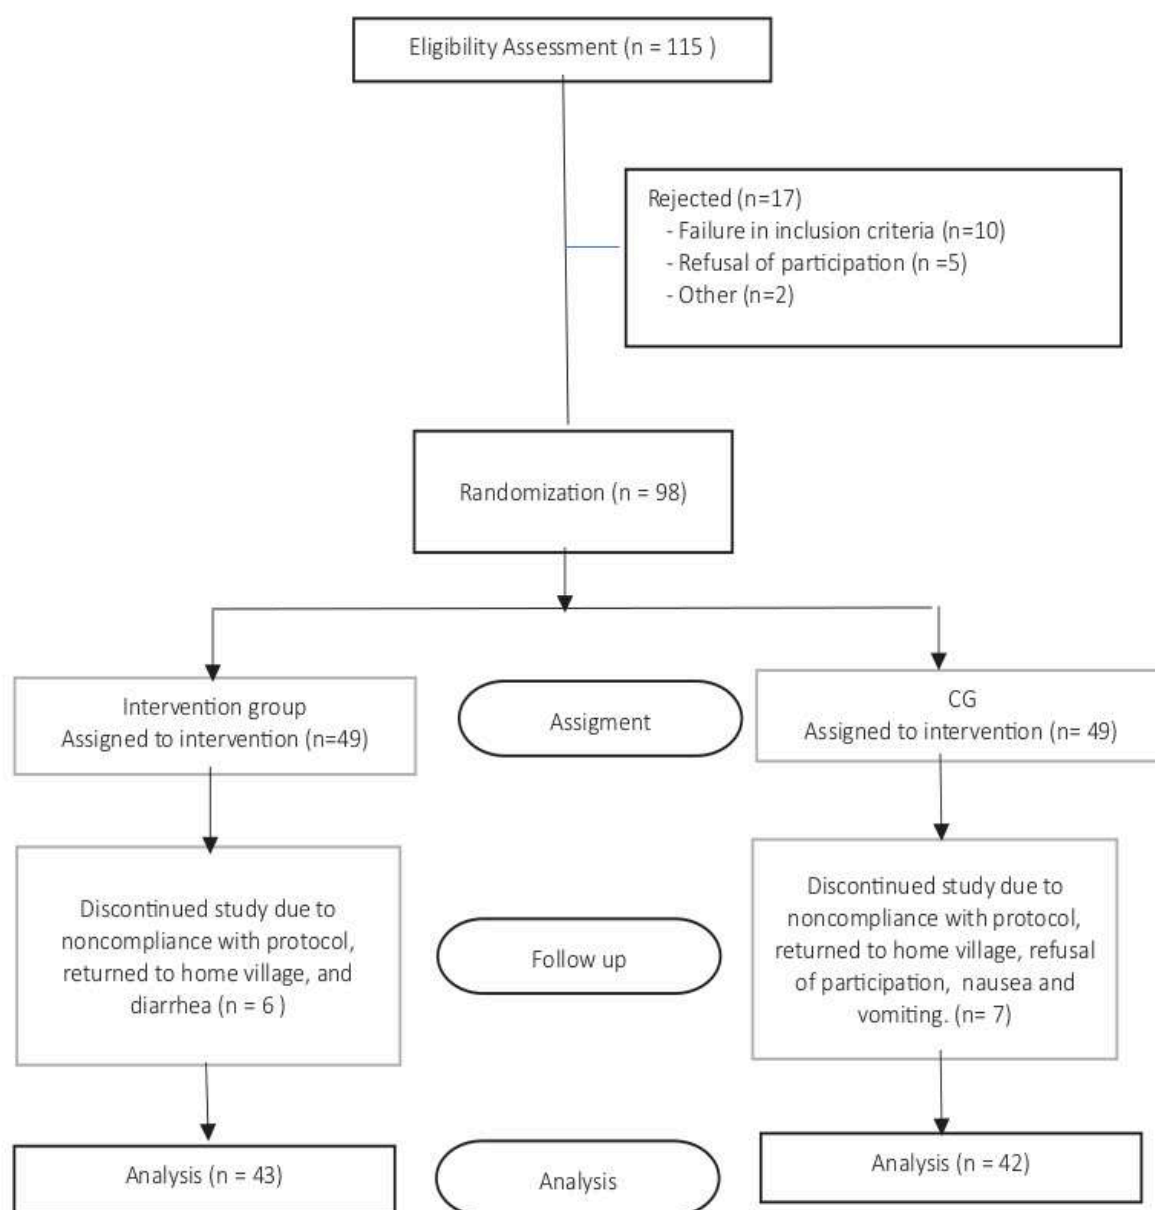 Eligibility Assessment (n = 115 )
Rejected (n=17)
- Failure in inclusion criteria (n=10)
- Refusal of participation (n =5)
- Other (n=2)
Randomization (n = 98)
Intervention group
Assigned to intervention (n=49)
Assigment
CG
Assigned to intervention (n= 49)
Discontinued study due to
noncompliance with protocol,
returned to home village, and
diarrhea (n = 6 )
Follow up
Discontinued study due to
noncompliance with protocol,
returned to home village, refusal
of participation, nausea and
vomiting. (n= 7)
Analysis (n = 43)
Analysis
Analysis (n = 42)